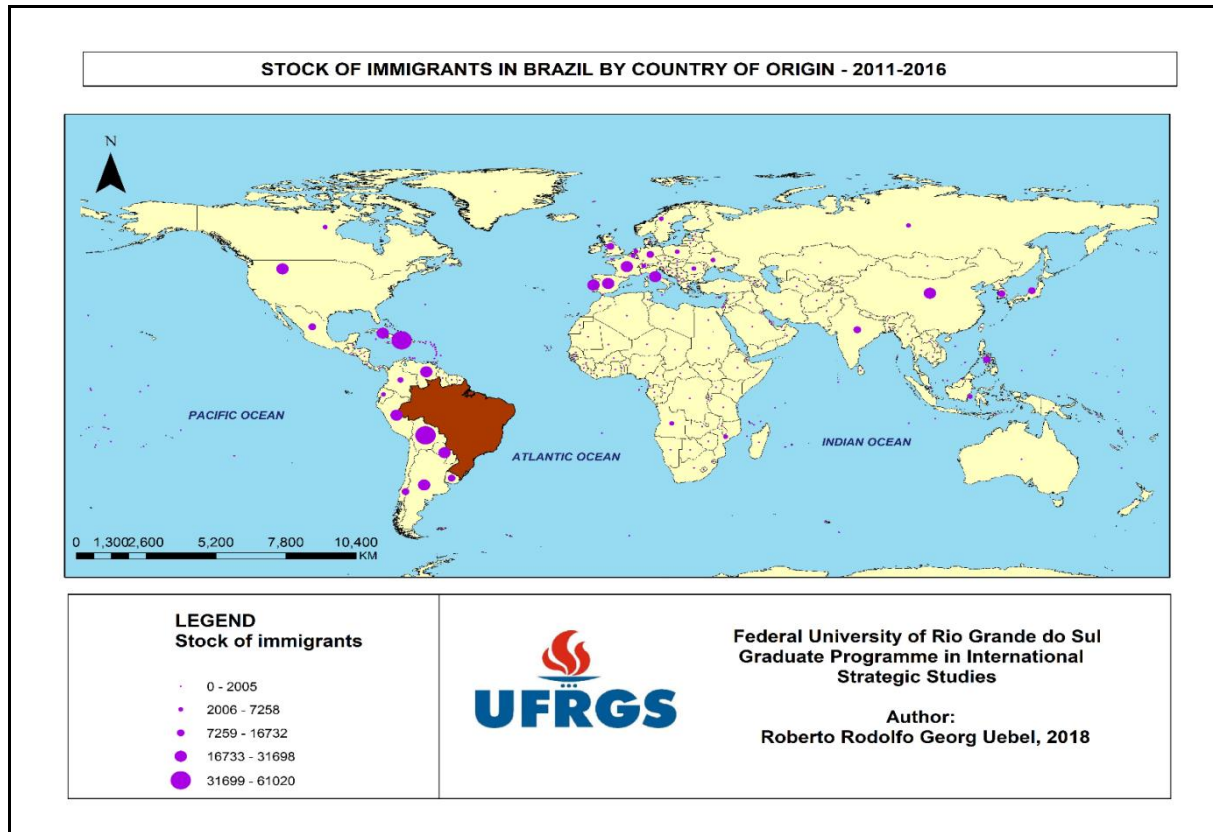 STOCK OF IMMIGRANTS IN BRAZIL BY COUNTRY OF ORIGIN - 2011-2016
N
PACIFIC OCEAN
ATLANTIC OCEAN
INDIAN OCEAN
0 1,3002,600 5,200 7,800 10,400
KM
LEGEND
Stock of immigrants
0 - 2005
2006 - 7258
7259 - 16732
16733 - 31698
31699 - 61020
UFRGS
Federal University of Rio Grande do Sul
Graduate Programme in International
Strategic Studies
Author:
Roberto Rodolfo Georg Uebel, 2018